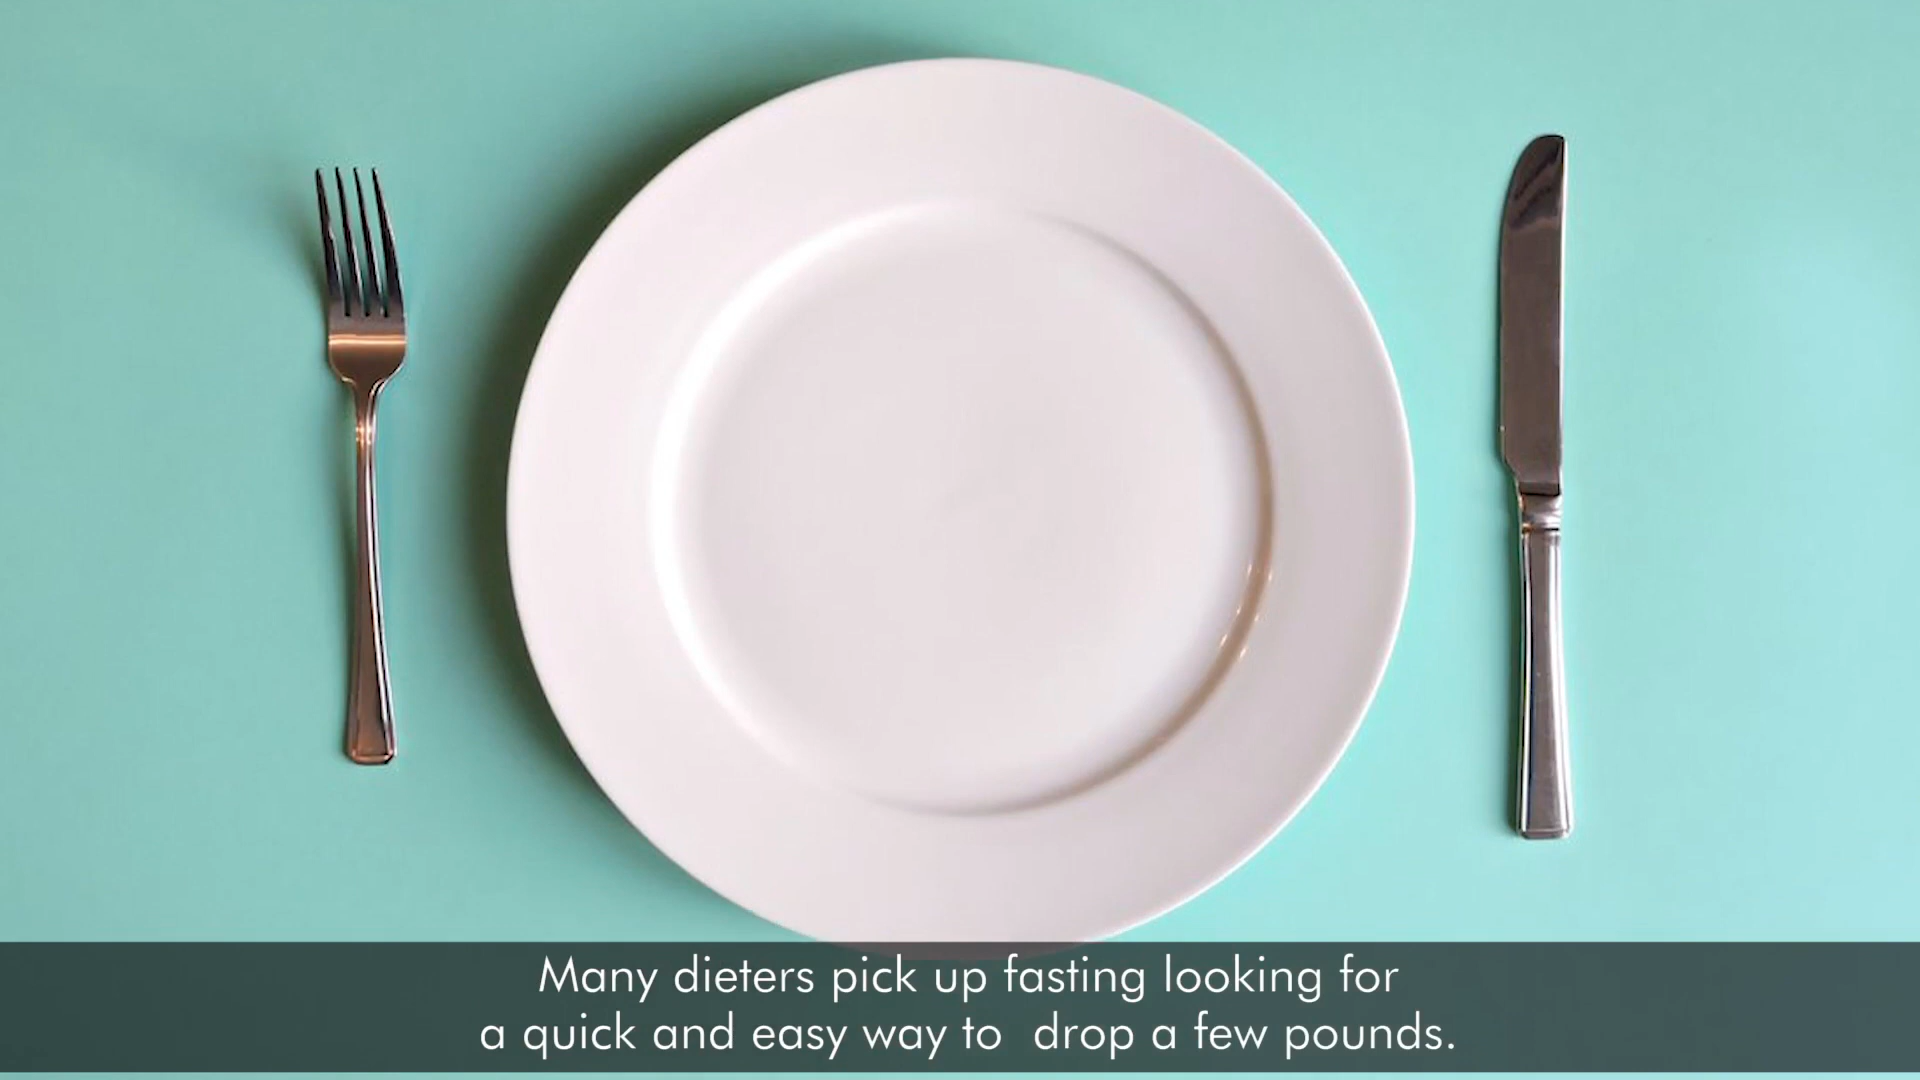 Many dieters pick up fasting looking for
a quick and easy way to  drop a few pounds.